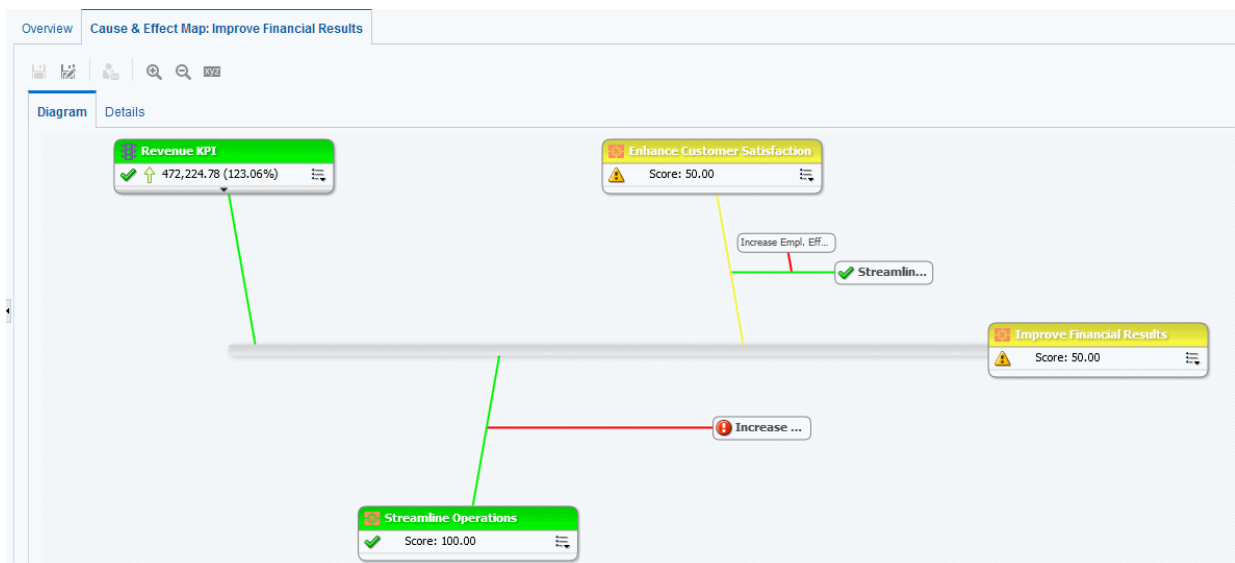 Overview Cause & Effect Map: Improve Financial Results
xyz
Diagram Details
Revenue KPI
472,224.78 (123.06%)
Enhance Customer Satisfaction
Score: 50.00
Increase Empl. Eff...
Streamlin...
Improve Financial Results
Score: 50.00
Increase ...
Streamline Operations
Score: 100.00